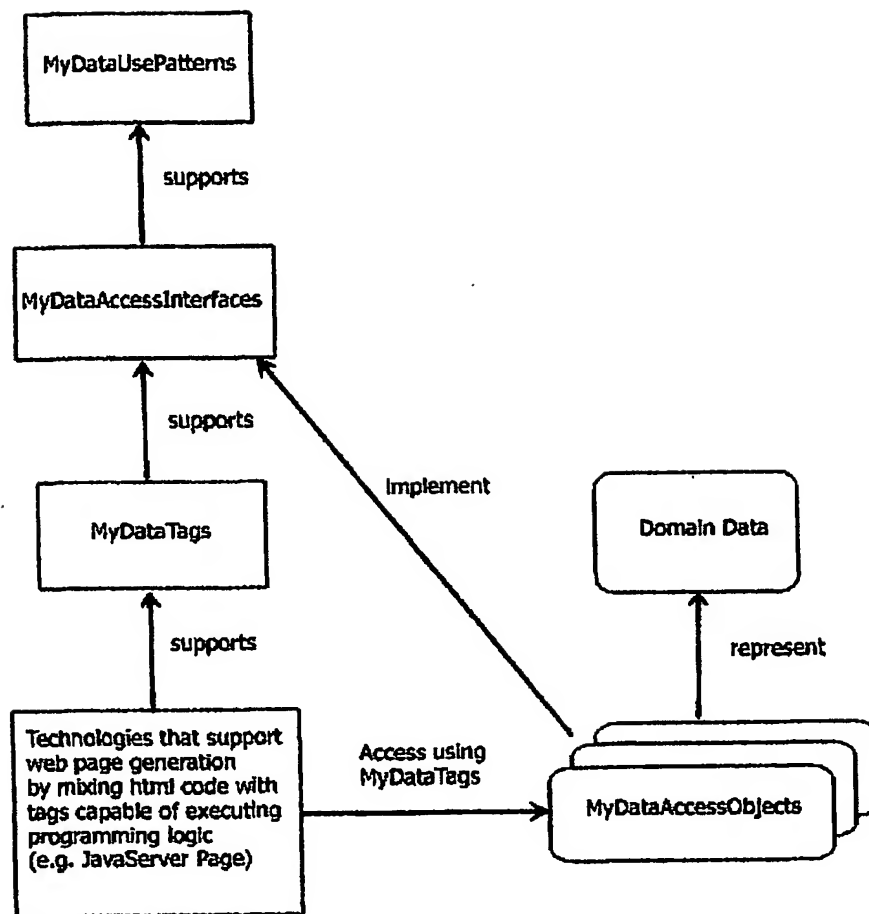 MyDataUsePatterns
supports
MyDataAccessInterfaces
supports
Implement
MyDataTags
Domain Data
supports
represent
Technologies that support
web page generation
by mixing html code with
tags capable of executing
programming logic
(e.g. JavaServer Page)
Access using
MyDataTags
MyDataAccessObjects